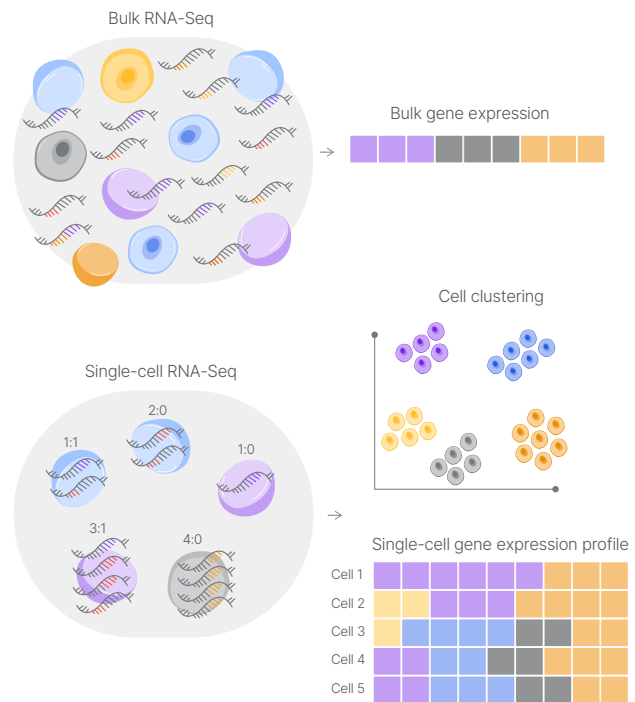 Bulk RNA-Seq
Bulk gene expression
Cell clustering
Single-cell RNA-Seq
2:0
1:1
1:0
3:1
4:0
Single-cell gene expression profile
Cell 1
Cell 2
Cell 3
Cell 4
Cell 5